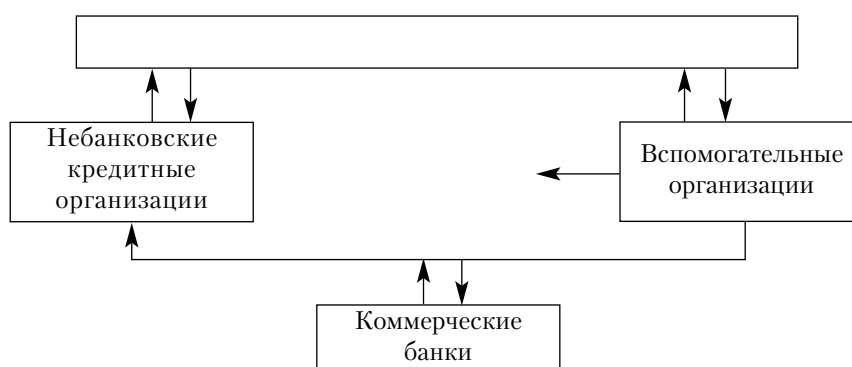 Небанковские
кредитные
организации
Вспомогательные
организации
Коммерческие
банки